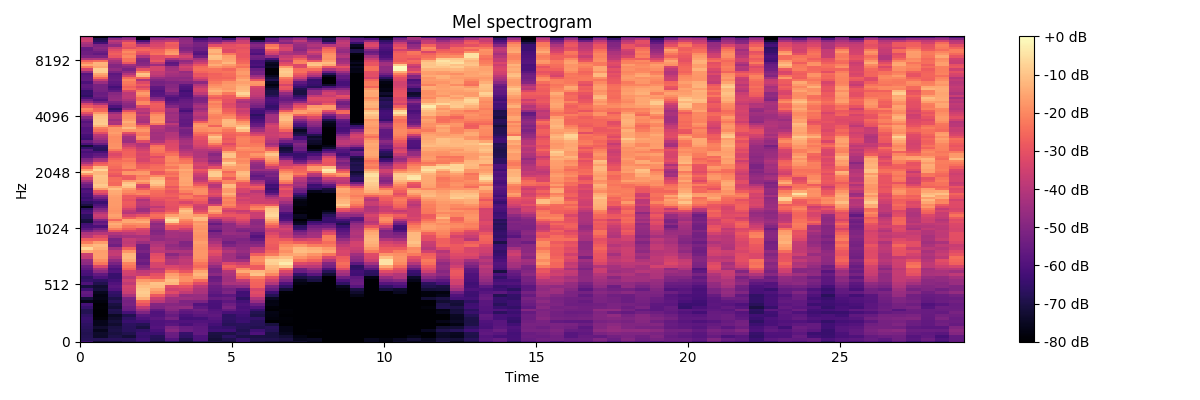 Mel spectrogram
Hz
8192
4096
2048
1024
512
0
0 5 10 15 20 25
Time
+0 dB
-10 dB
-20 dB
-30 dB
-40 dB
-50 dB
-60 dB
-70 dB
-80 dB